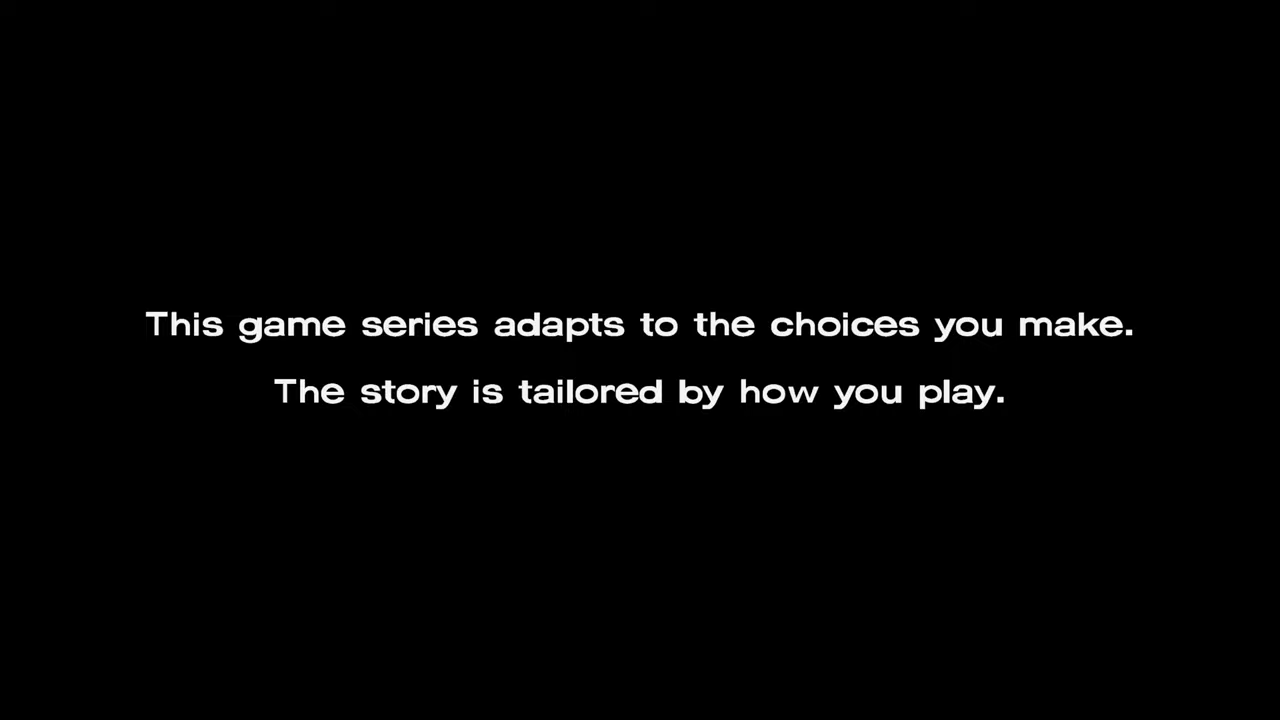 This game series adapts to the choices you make.
The story is tailored by how you play.